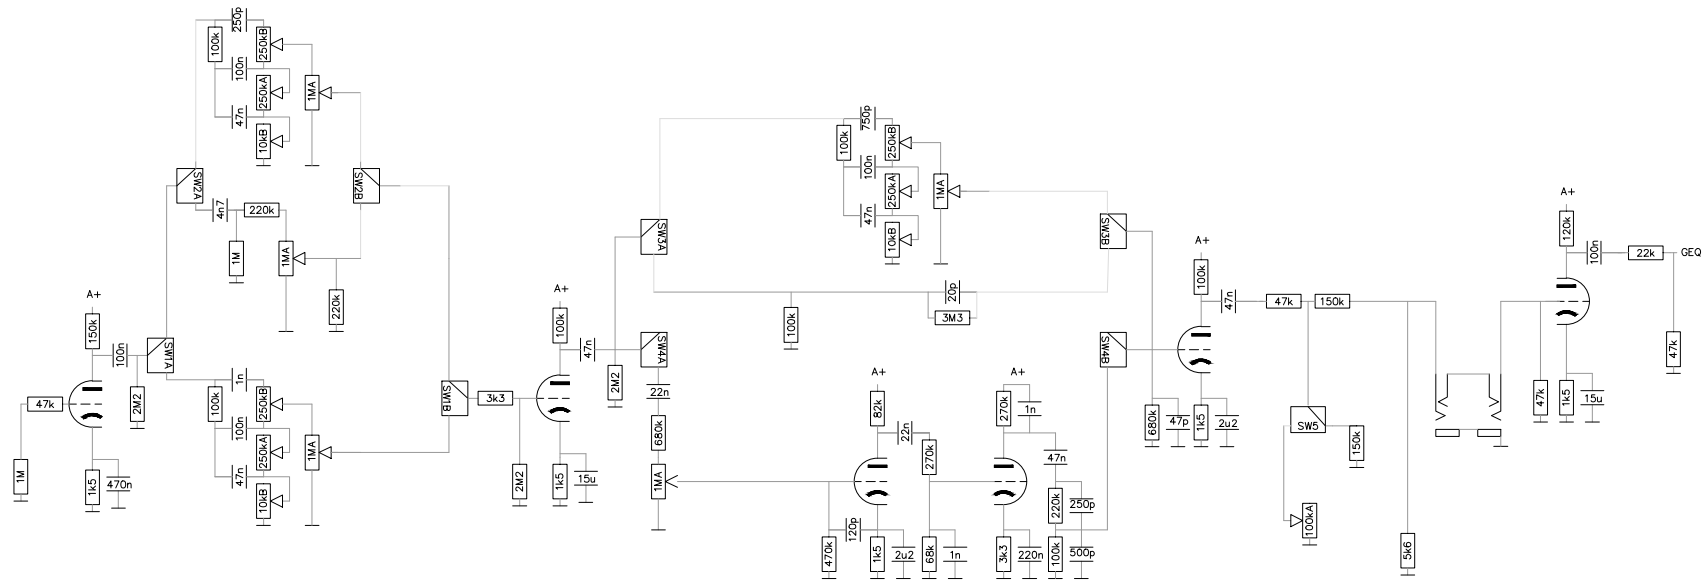 250p
100k
250kB
100n
250kA
1MA
47n
10kB
SW2A
SW2B
4n7
220k
1M
1MA
220k
A+
150k
100n
SW1A
2M2
47k
1M
1k5
470n
1n
100k
250kB
100n
250kA
1MA
47n
10kB
SW1B
3k3
2M2
A+
100k
47n
1k5
15u
2M2
SW3A
SW4A
22n
680k
1MA
750p
100k
250kB
100n
250kA
1MA
47n
10kB
20p
3M3
100k
SW3B
SW4B
A+
82k
22n
270k
470k
120p
1k5
2u2
68k
1n
A+
270k
1n
47n
220k
250p
3k3
220n
100k
500p
680k
47p
A+
100k
47n
1k5
2u2
47k
150k
SW5
150k
100kA
5k6
A+
120k
100n
22k
GEQ
47k
47k
1k5
15u